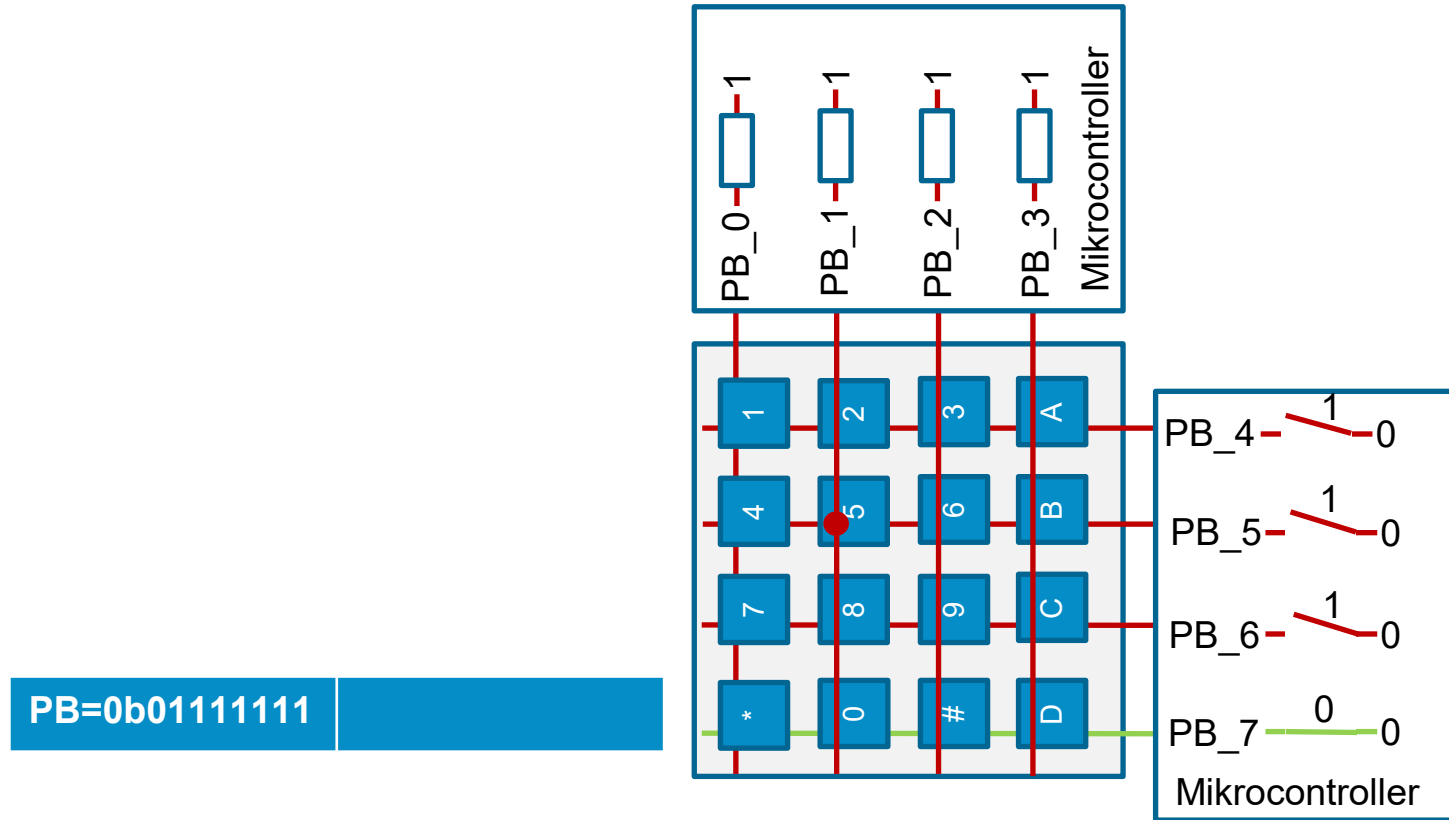 1 1 1 1
PB_0 PB_1 PB_2 PB_3
Mikrocontroller
1 2 3 A
4 5 6 B
7 8 9 C
* 0 # D
PB_4 1 0
PB_5 1 0
PB_6 1 0
PB_7 0 0
Mikrocontroller
PB=0b01111111